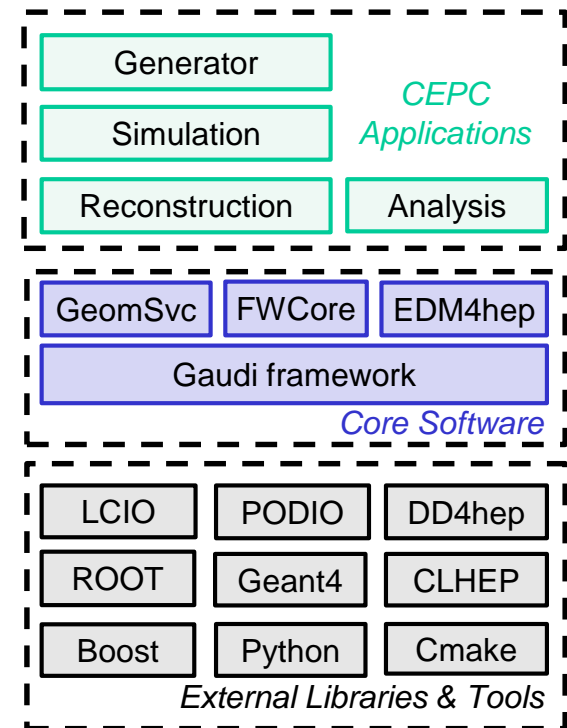 Generator
CEPC
Applications
Simulation
Reconstruction
Analysis
GeomSvc
FWCore
EDM4hep
Gaudi framework
Core Software
LCIO
PODIO
DD4hep
ROOT
Geant4
CLHEP
Boost
Python
Cmake
External Libraries & Tools